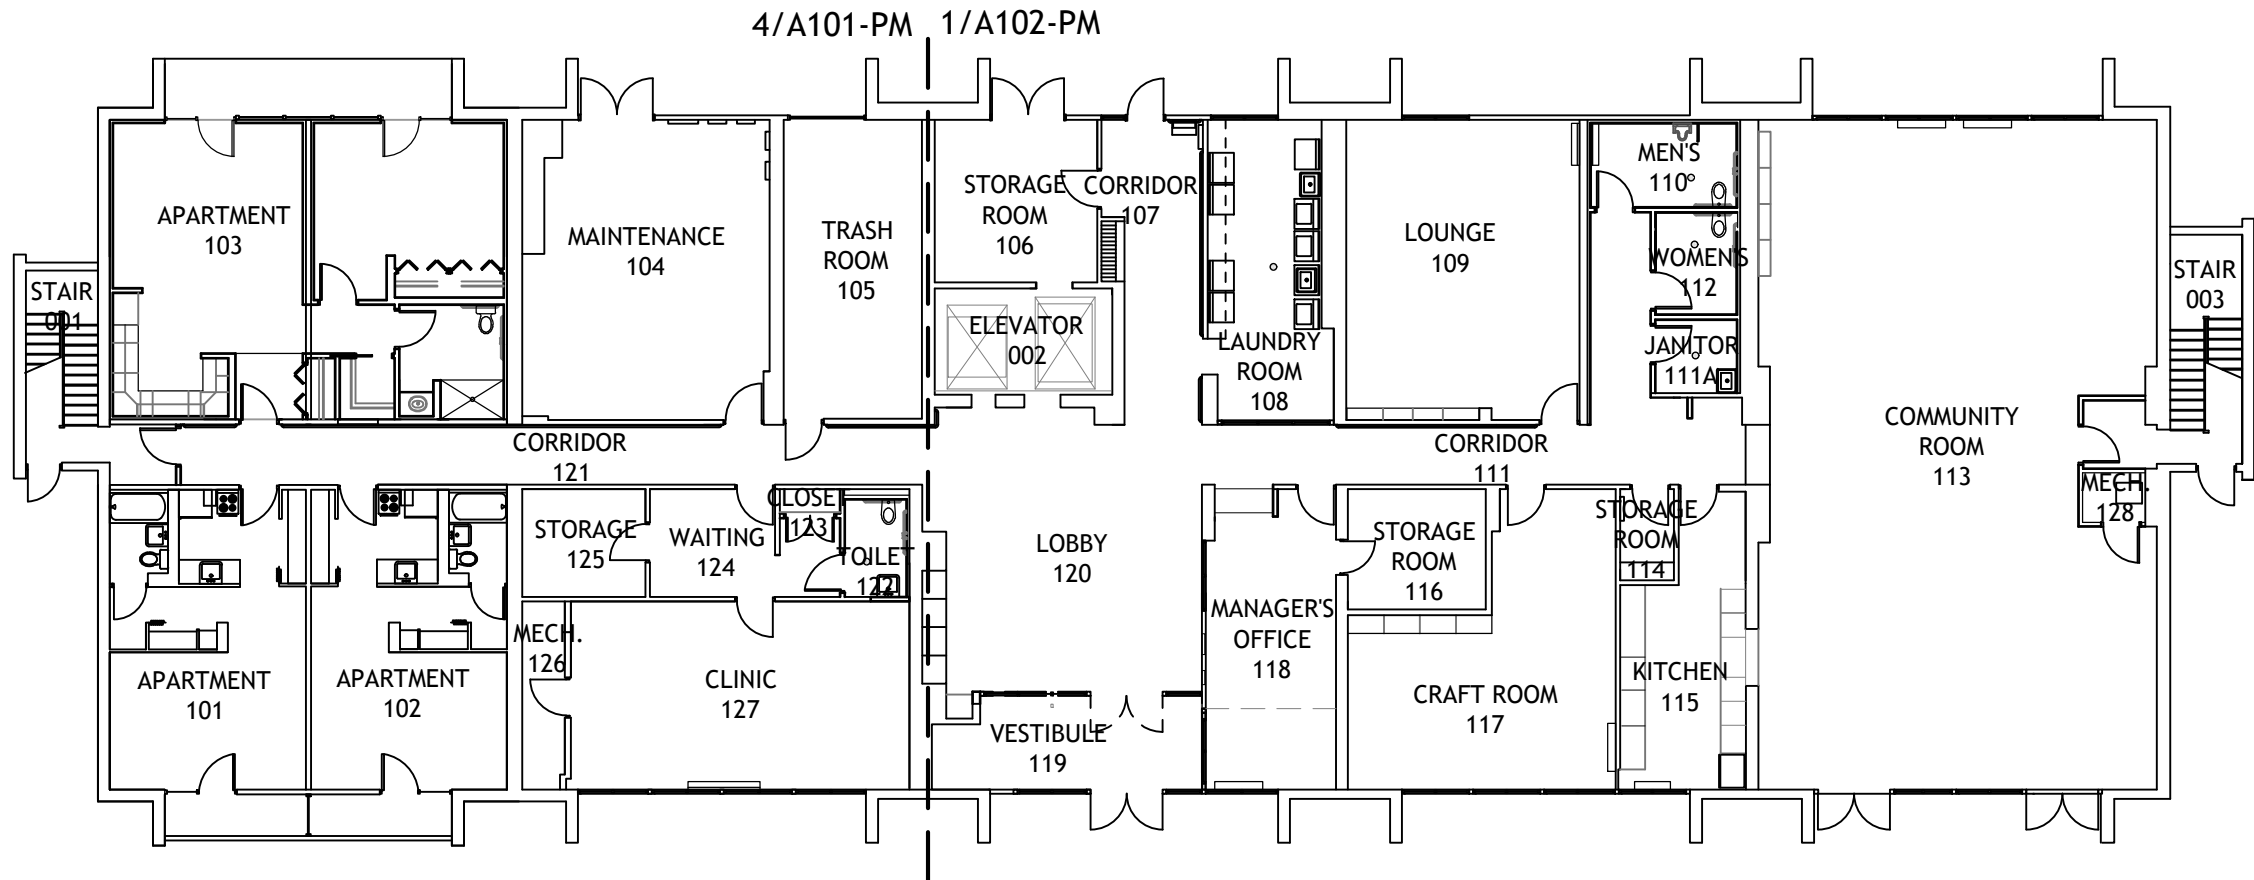 4/A101-PM 1/A102-PM
APARTMENT
103
MAINTENANCE
104
TRASH
ROOM
105
STORAGE
ROOM
106
CORRIDOR
107
LOUNGE
109
MEN'S
110
WOMEN'S
112
JANITOR
111A
STAIR
001
ELEVATOR
002
LAUNDRY
ROOM
108
STAIR
003
COMMUNITY
ROOM
113
CORRIDOR
121
CORRIDOR
111
MECH.
128
STORAGE
125
WAITING
124
CLOSE
123
TOILET
122
LOBBY
120
STORAGE
ROOM
116
STORAGE
ROOM
114
MANAGER'S
OFFICE
118
MECH.
126
APARTMENT
101
APARTMENT
102
CLINIC
127
VESTIBULE
119
CRAFT ROOM
117
KITCHEN
115